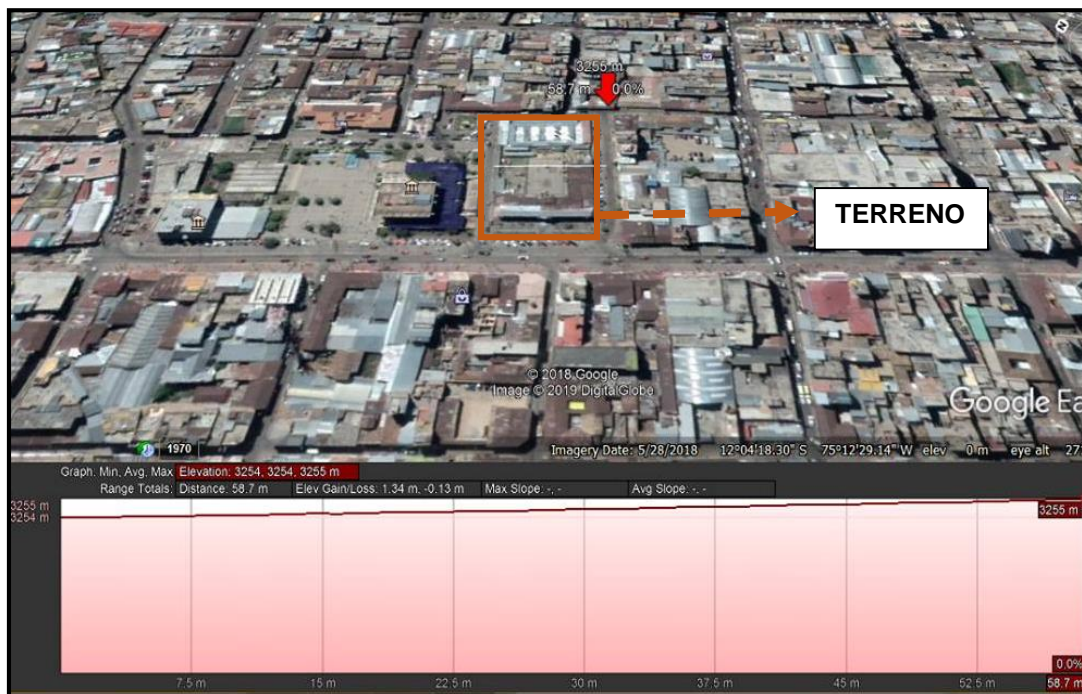 3255 m
58.7 m 0.0%
TERRENO
© 2018 Google
Image © 2019 DigitalGlobe
Google Ea
1970
Imagery Date: 5/28/2018 12°04'18.30" S 75°12'29.14" W elev 0 m eye alt 27
Graph: Min, Avg, Max Elevation: 3254, 3254, 3255 m
Range Totals: Distance: 58.7 m Elev Gain/Loss: 1.34 m, -0.13 m Max Slope: -, - Avg Slope: -, -
3255 m
3254 m
3255 m
0.0%
7.5 m 15 m 22.5 m 30 m 37.5 m 45 m 52.5 m 58.7 m